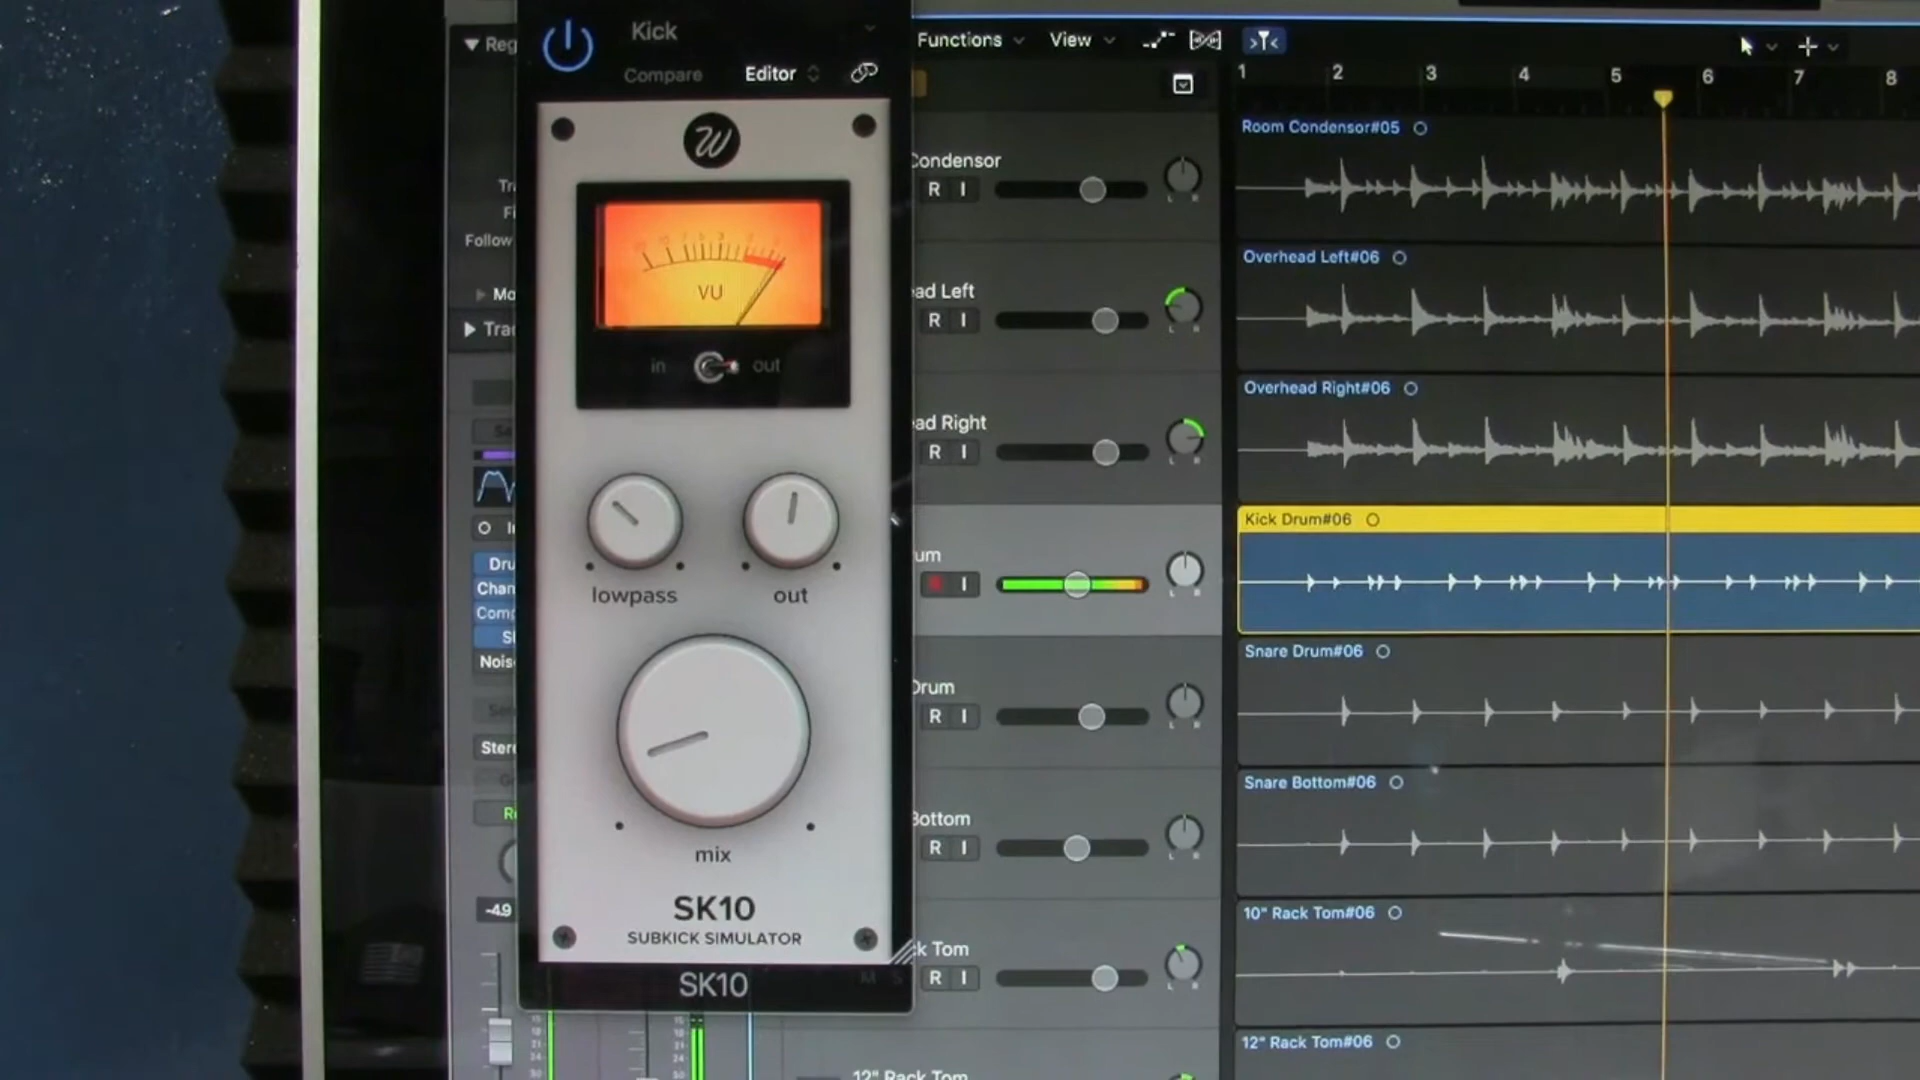 Kick
Compare
Editor
Functions
View
1 2 3 4 5 6 7 8
Reg
Follow
Mo
Trac
VU
in
out
lowpass
out
mix
SK10
SUBKICK SIMULATOR
SK10
Dru
Chan
Comp
Nois
Stere
-4.9
Condensor
R I
ad Left
R I
ad Right
R I
um
I
Drum
R I
Bottom
R I
k Tom
R I
12" Rack Tom
Room Condensor#05
Overhead Left#06
Overhead Right#06
Kick Drum#06
Snare Drum#06
Snare Bottom#06
10" Rack Tom#06
12" Rack Tom#06